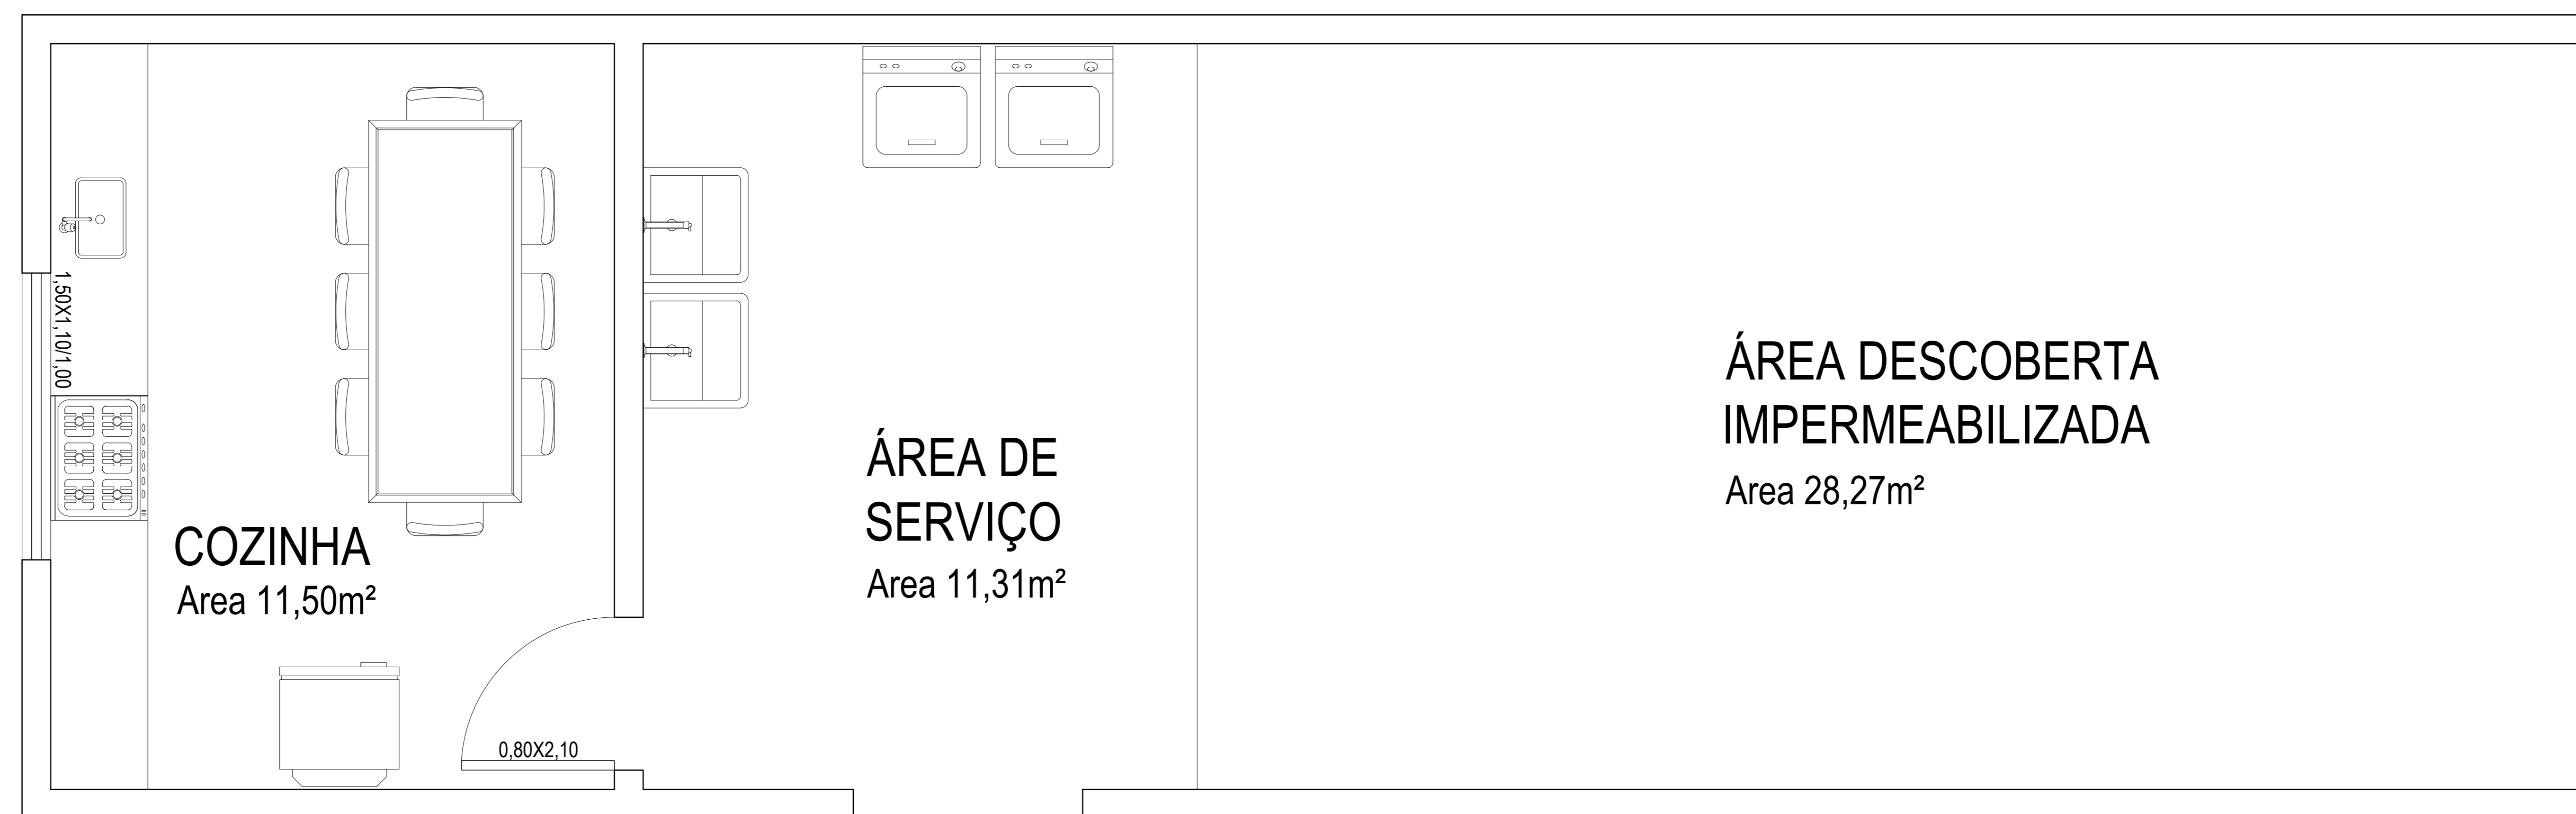 1,50X1,10/1,00
COZINHA
Area 11,50m²
0,80X2,10
ÁREA DE
SERVIÇO
Area 11,31m²
ÁREA DESCOBERTA
IMPERMEABILIZADA
Area 28,27m²